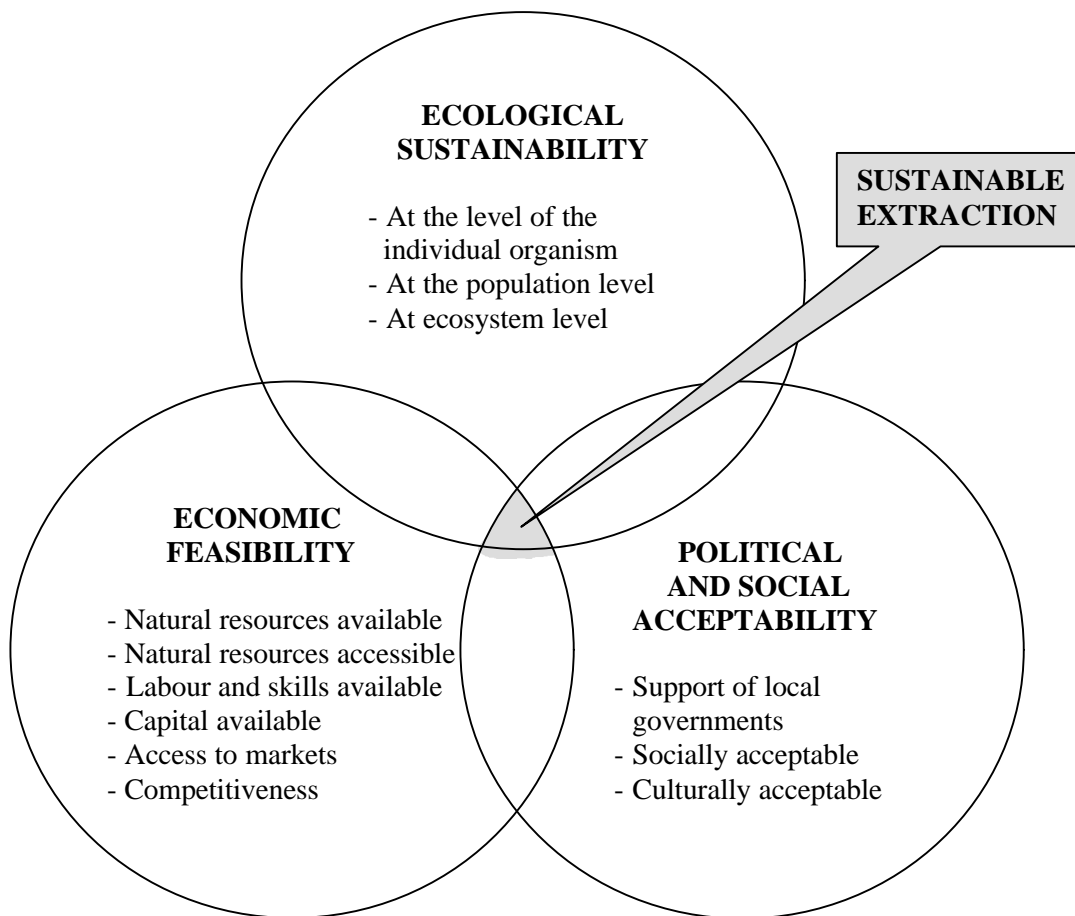 ECOLOGICAL
SUSTAINABILITY
- At the level of the
individual organism
- At the population level
- At ecosystem level
SUSTAINABLE
EXTRACTION
ECONOMIC
FEASIBILITY
- Natural resources available
- Natural resources accessible
- Labour and skills available
- Capital available
- Access to markets
- Competitiveness
POLITICAL
AND SOCIAL
ACCEPTABILITY
- Support of local
governments
- Socially acceptable
- Culturally acceptable